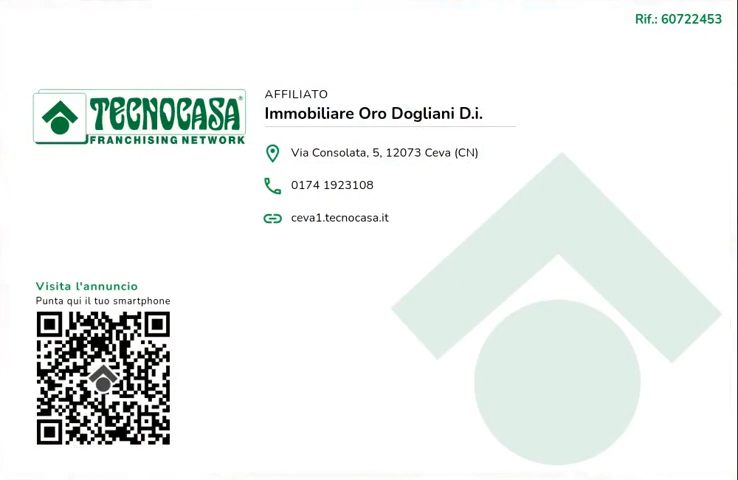 Rif.: 60722453
TECNOCASA®
FRANCHISING NETWORK
AFFILIATO
Immobiliare Oro Dogliani D.i.
Via Consolata, 5, 12073 Ceva (CN)
0174 1923108
ceva1.tecnocasa.it
Visita l'annuncio
Punta qui il tuo smartphone